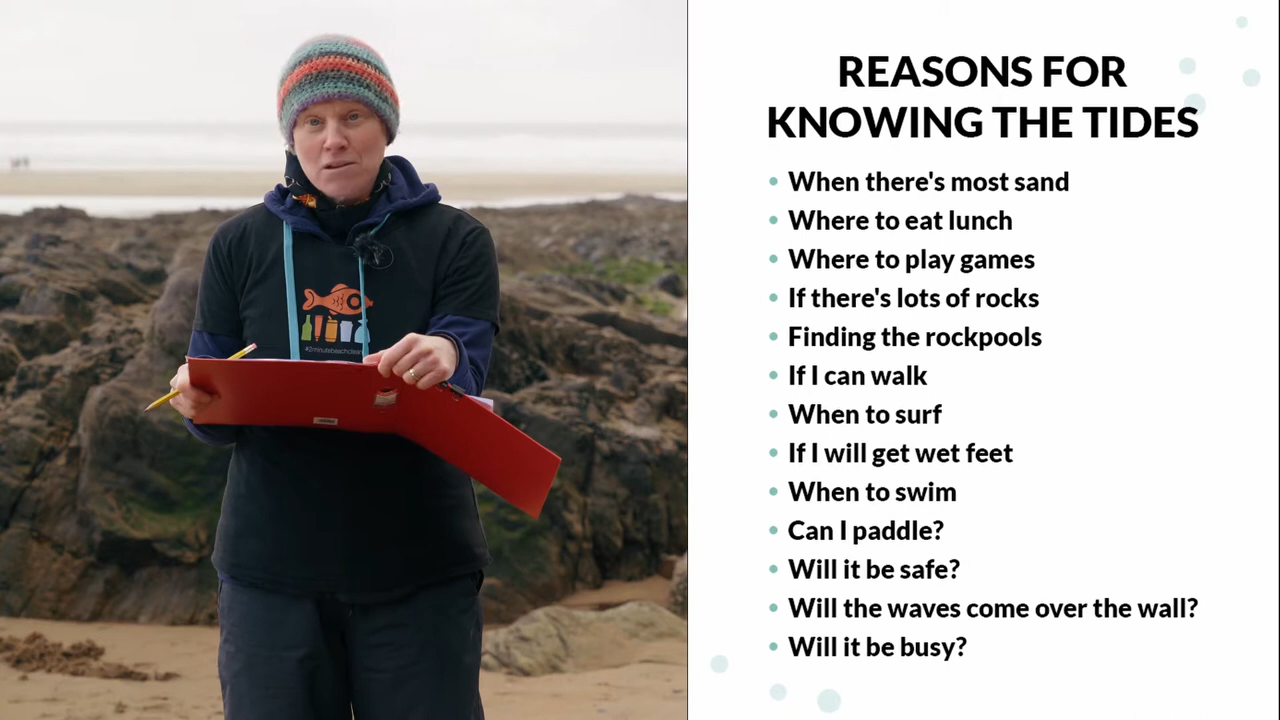 #2minutebeachclean
REASONS FOR
KNOWING THE TIDES
When there's most sand
Where to eat lunch
Where to play games
If there's lots of rocks
Finding the rockpools
If I can walk
When to surf
If I will get wet feet
When to swim
Can I paddle?
Will it be safe?
Will the waves come over the wall?
Will it be busy?